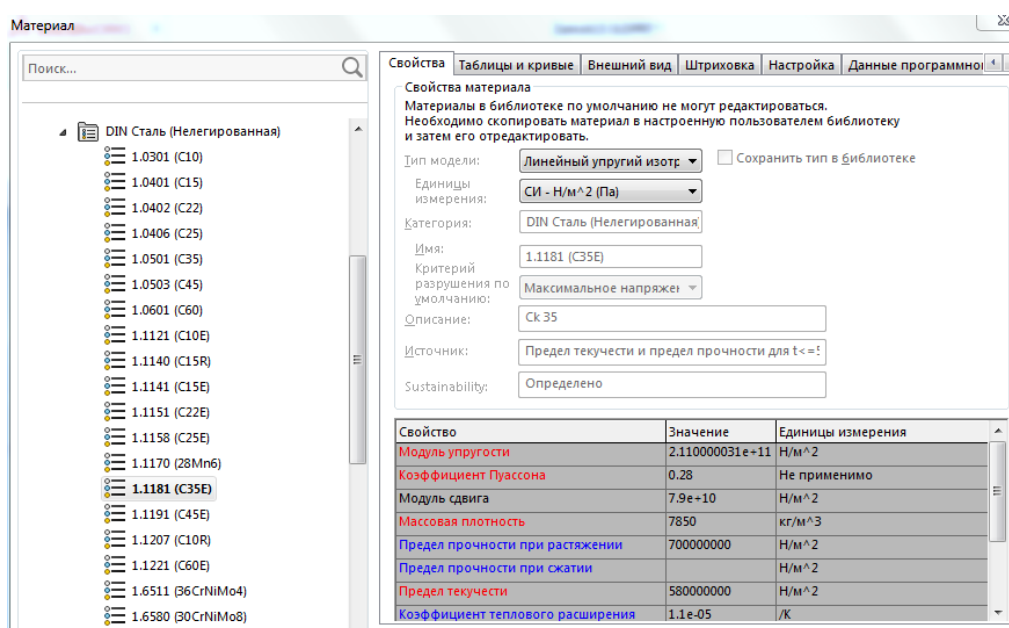 Материал
Поиск...
DIN Сталь (Нелегированная)
1.0301 (C10)
1.0401 (C15)
1.0402 (C22)
1.0406 (C25)
1.0501 (C35)
1.0503 (C45)
1.0601 (C60)
1.1121 (C10E)
1.1140 (C15R)
1.1141 (C15E)
1.1151 (C22E)
1.1158 (C25E)
1.1170 (28Mn6)
1.1181 (C35E)
1.1191 (C45E)
1.1207 (C10R)
1.1221 (C60E)
1.6511 (36CrNiMo4)
1.6580 (30CrNiMo8)
Свойства Таблицы и кривые Внешний вид Штриховка Настройка Данные программной
Свойства материала
Материалы в библиотеке по умолчанию не могут редактироваться.
Необходимо скопировать материал в настроенную пользователем библиотеку
и затем его отредактировать.
Тип модели: Линейный упругий изотр Сохранить тип в библиотеке
Единицы измерения: СИ - Н/м^2 (Па)
Категория: DIN Сталь (Нелегированная)
Имя: 1.1181 (C35E)
Критерий разрушения по умолчанию: Максимальное напряжен
Описание: Ck 35
Источник: Предел текучести и предел прочности для t<=
Sustainability: Определено
Свойство Значение Единицы измерения
Модуль упругости 2.110000031e+11 Н/м^2
Коэффициент Пуассона 0.28 Не применимо
Модуль сдвига 7.9e+10 Н/м^2
Массовая плотность 7850 кг/м^3
Предел прочности при растяжении 700000000 Н/м^2
Предел прочности при сжатии Н/м^2
Предел текучести 580000000 Н/м^2
Коэффициент теплового расширения 1.1e-05 /K